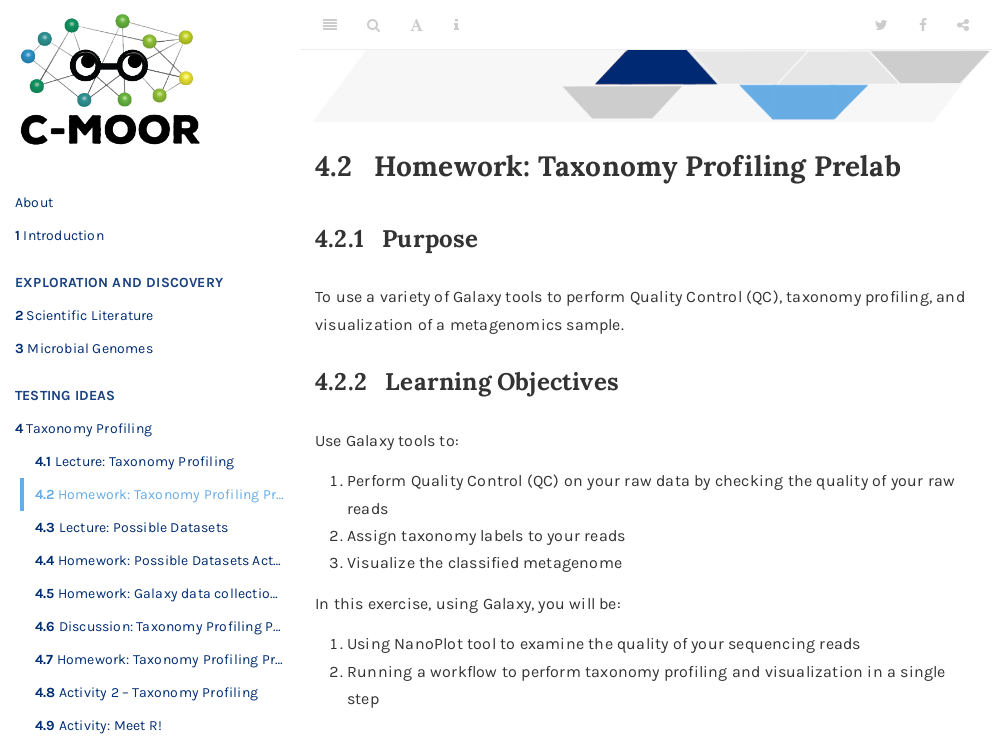 C-MOOR
About
1 Introduction
EXPLORATION AND DISCOVERY
2 Scientific Literature
3 Microbial Genomes
TESTING IDEAS
4 Taxonomy Profiling
4.1 Lecture: Taxonomy Profiling
4.2 Homework: Taxonomy Profiling Pr...
4.3 Lecture: Possible Datasets
4.4 Homework: Possible Datasets Act...
4.5 Homework: Galaxy data collectio...
4.6 Discussion: Taxonomy Profiling P...
4.7 Homework: Taxonomy Profiling Pr...
4.8 Activity 2 – Taxonomy Profiling
4.9 Activity: Meet R!
A
i
4.2 Homework: Taxonomy Profiling Prelab
4.2.1 Purpose
To use a variety of Galaxy tools to perform Quality Control (QC), taxonomy profiling, and
visualization of a metagenomics sample.
4.2.2 Learning Objectives
Use Galaxy tools to:
1. Perform Quality Control (QC) on your raw data by checking the quality of your raw
reads
2. Assign taxonomy labels to your reads
3. Visualize the classified metagenome
In this exercise, using Galaxy, you will be:
1. Using NanoPlot tool to examine the quality of your sequencing reads
2. Running a workflow to perform taxonomy profiling and visualization in a single
step